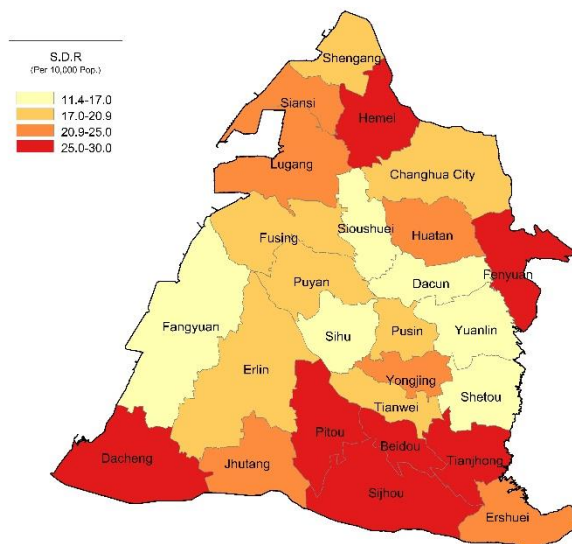 S.D.R
(Per 10,000 Pop.)
11.4-17.0
17.0-20.9
20.9-25.0
25.0-30.0
Shengang
Siansi
Hemei
Lugang
Changhua City
Sioushuei
Huatan
Fusing
Fenyuan
Puyan
Dacun
Fangyuan
Sihu
Pusin
Yuanlin
Erlin
Yongjing
Shetou
Tianwei
Pitou
Beidou
Dacheng
Jhutang
Tianjhong
Sijhou
Ershuei